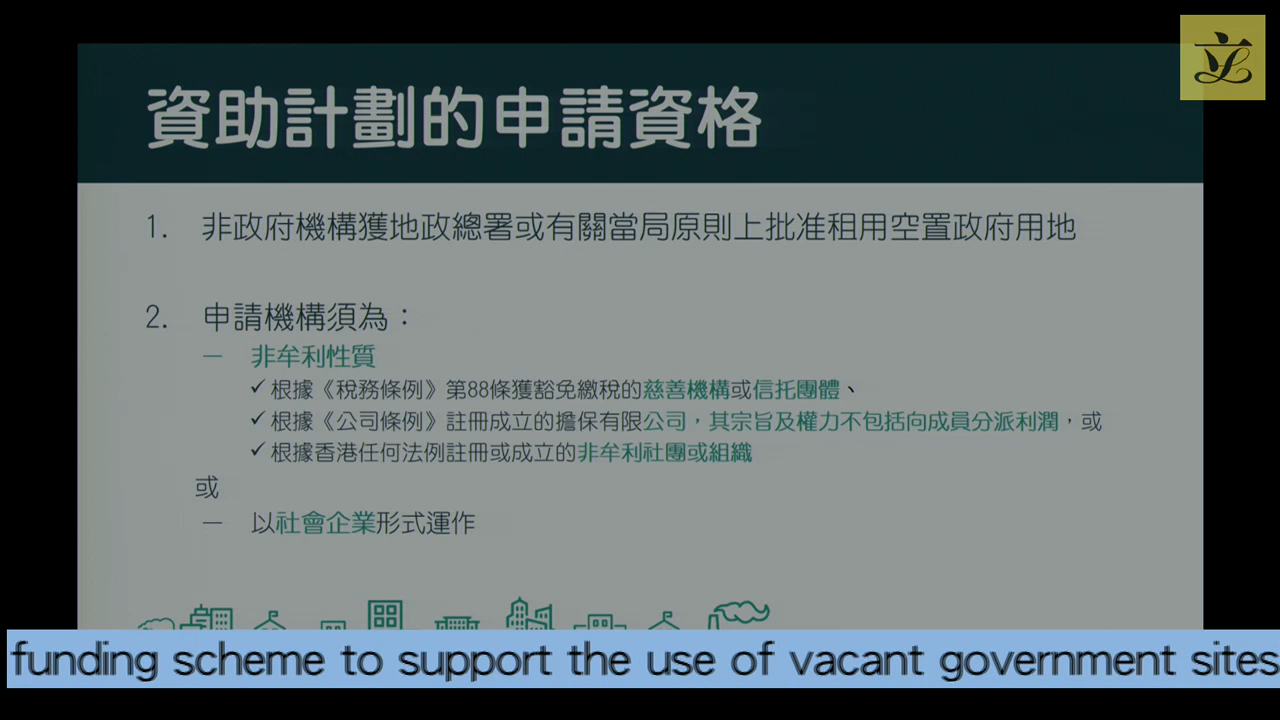 資助計劃的申請資格
1. 非政府機構獲地政總署或有關當局原則上批准租用空置政府用地
2. 申請機構須為：
— 非牟利性質
✓根據《稅務條例》第88條獲豁免繳稅的慈善機構或信托團體、
✓根據《公司條例》註冊成立的擔保有限公司，其宗旨及權力不包括向成員分派利潤，或
✓根據香港任何法例註冊或成立的非牟利社團或組織
或
— 以社會企業形式運作
funding scheme to support the use of vacant government sites